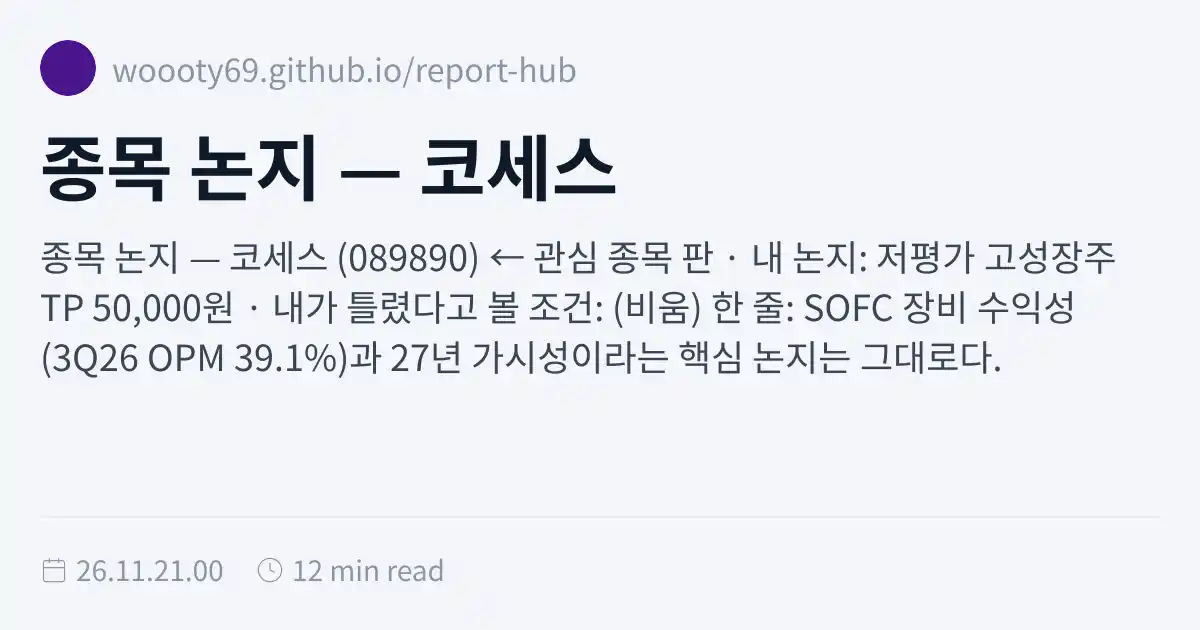 woooty69.github.io/report-hub
종목 논지 — 코세스
종목 논지 — 코세스 (089890) ← 관심 종목 판 · 내 논지: 저평가 고성장주
TP 50,000원 · 내가 틀렸다고 볼 조건: (비움) 한 줄: SOFC 장비 수익성
(3Q26 OPM 39.1%)과 27년 가시성이라는 핵심 논지는 그대로다.
26.11.21.00
12 min read